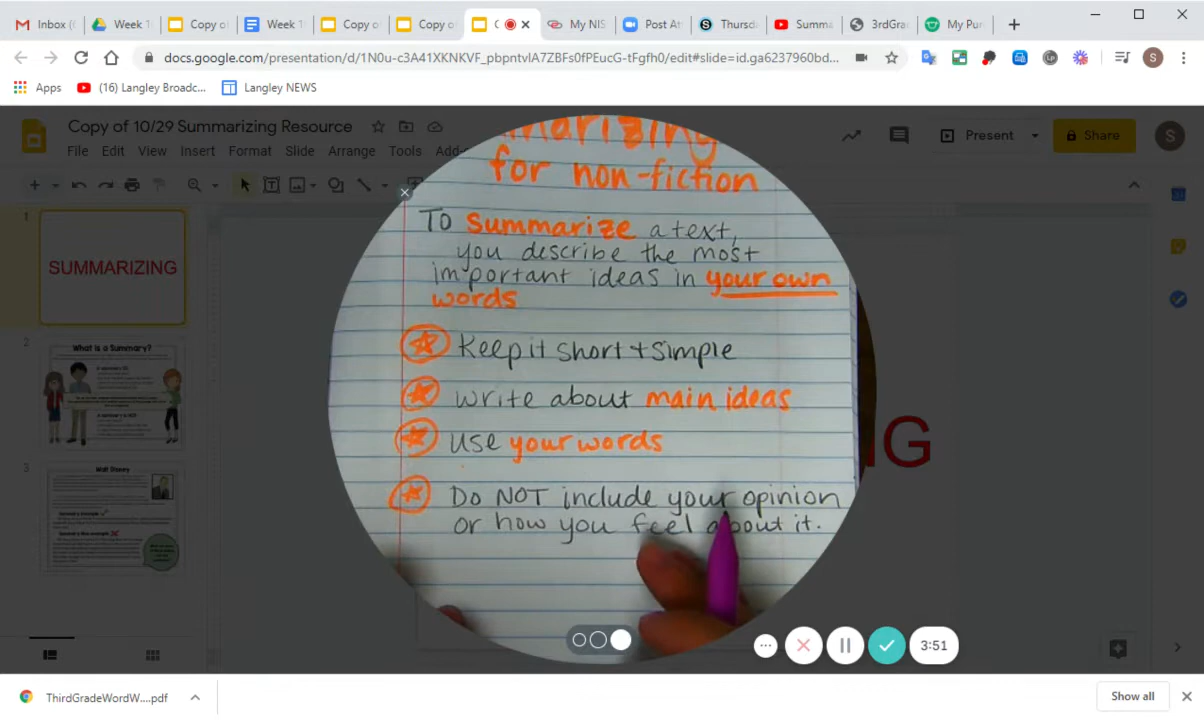 Inbox (
Week 1
Copy of
Week 1
Copy of
Copy of
C
My NIS
Post At
Thursd
Summa
3rdGra
My Pur
docs.google.com/presentation/d/1N0u-c3A41XKNKVF_pbpntvlA7ZBFs0fPEucG-tFgfh0/edit#slide=id.ga6237960bd...
S
Apps
(16) Langley Broadc...
Langley NEWS
Copy of 10/29 Summarizing Resource
File Edit View Insert Format Slide Arrange Tools Add-
Present
Share
S
1
SUMMARIZING
2
What is a Summary?
3
Walt Disney
NG
for non-fiction
To Summarize a text,
you describe the most
important ideas in your own
words
Keep it short + simple
write about main ideas
Use your words
Do NOT include your opinion
or how you feel about it.
3:51
ThirdGradeWordW....pdf
Show all